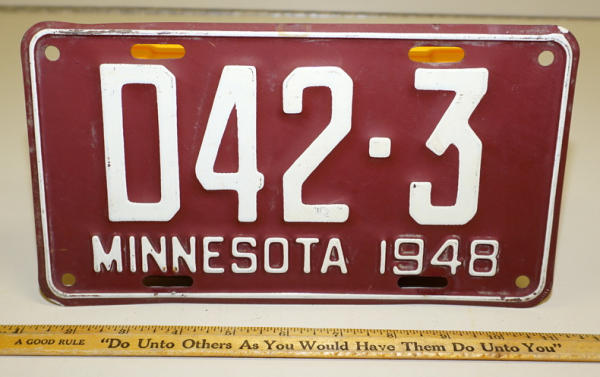 D42·3
MINNESOTA 1948
A GOOD RULE "Do Unto Others As You Would Have Them Do Unto You"